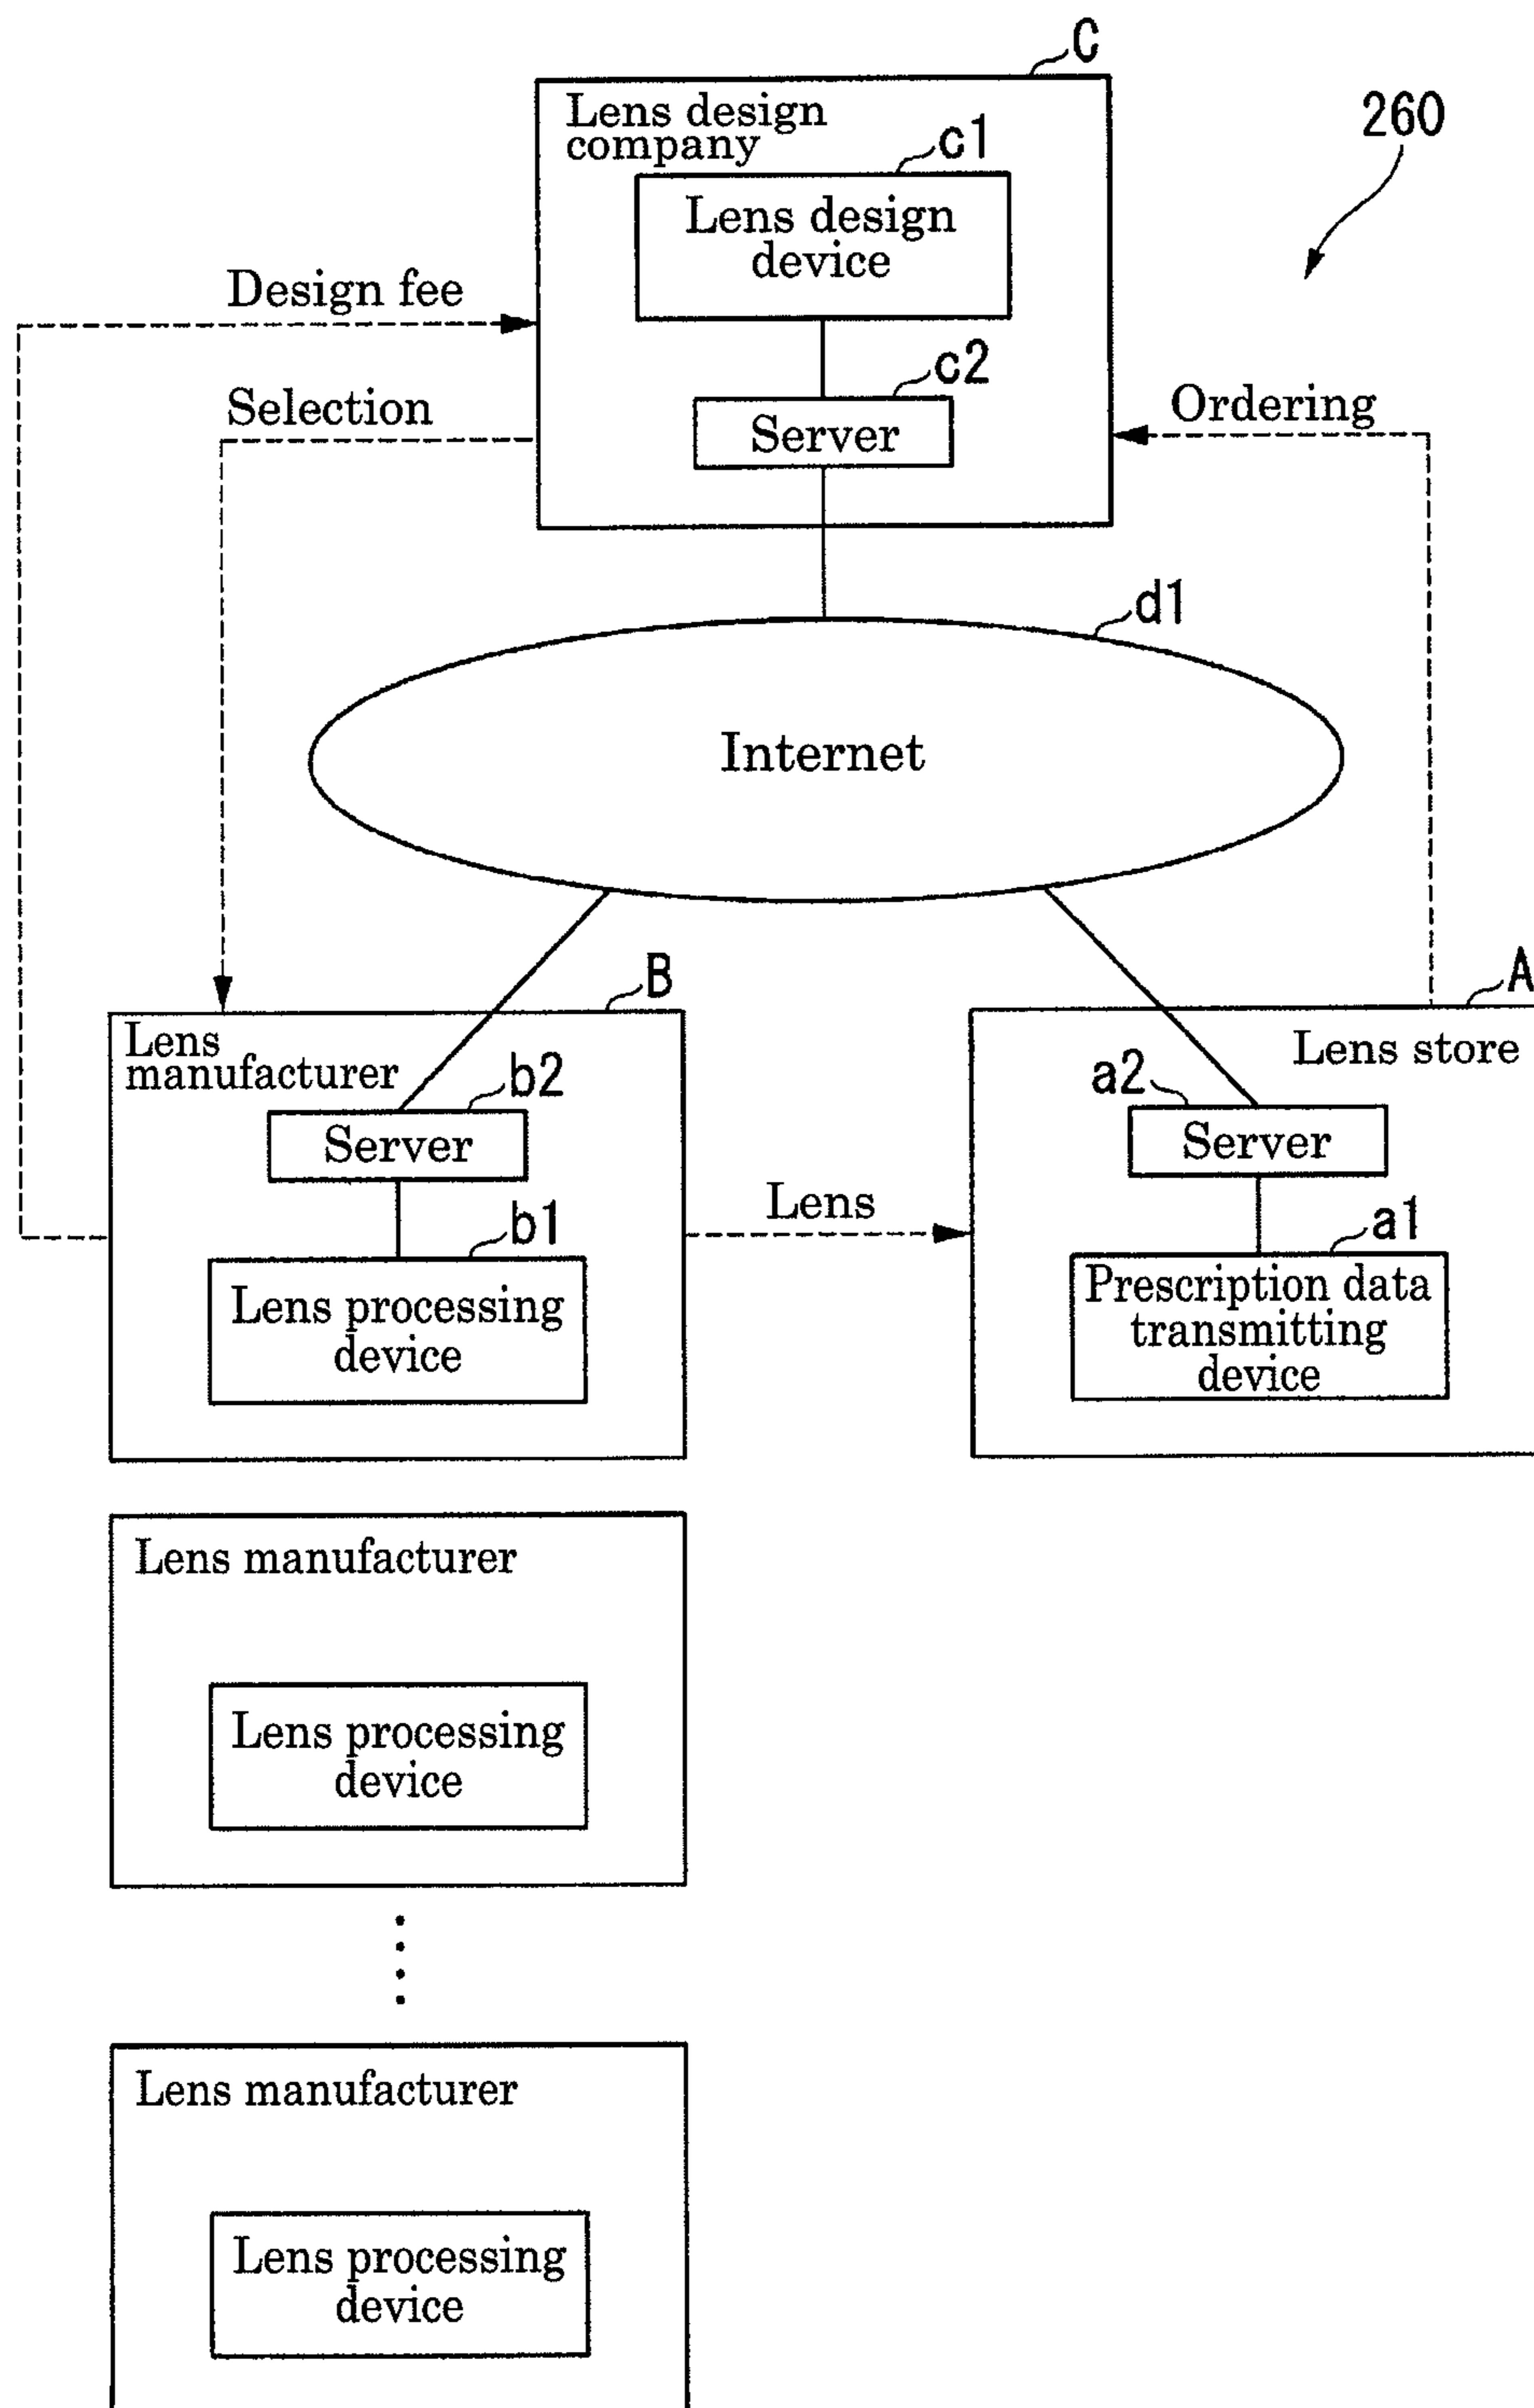 C
Lens design
company
260
c1
Lens design
device
Design fee
c2
Selection
Server
Ordering
d1
Internet
B
A
Lens
manufacturer
Lens store
b2
a2
Server
Server
Lens
b1
a1
Lens processing
device
Prescription data
transmitting
device
Lens manufacturer
Lens processing
device
Lens manufacturer
Lens processing
device